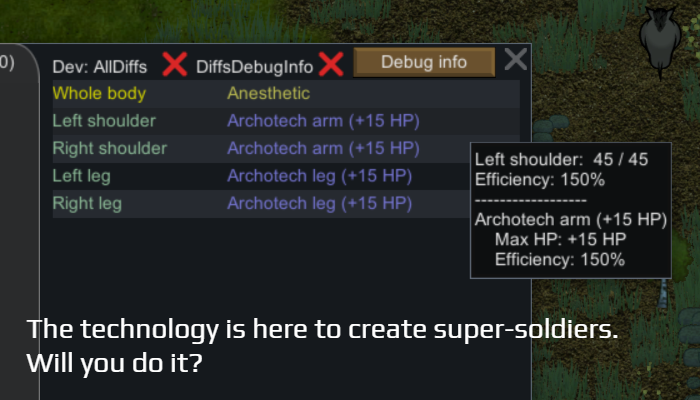 0)
Dev: AllDiffs DiffsDebugInfo Debug info
Whole body Anesthetic
Left shoulder Archotech arm (+15 HP)
Right shoulder Archotech arm (+15 HP)
Left leg Archotech leg (+15 HP)
Right leg Archotech leg (+15 HP)
Left shoulder: 45 / 45
Efficiency: 150%
------------------
Archotech arm (+15 HP)
Max HP: +15 HP
Efficiency: 150%
The technology is here to create super-soldiers.
Will you do it?